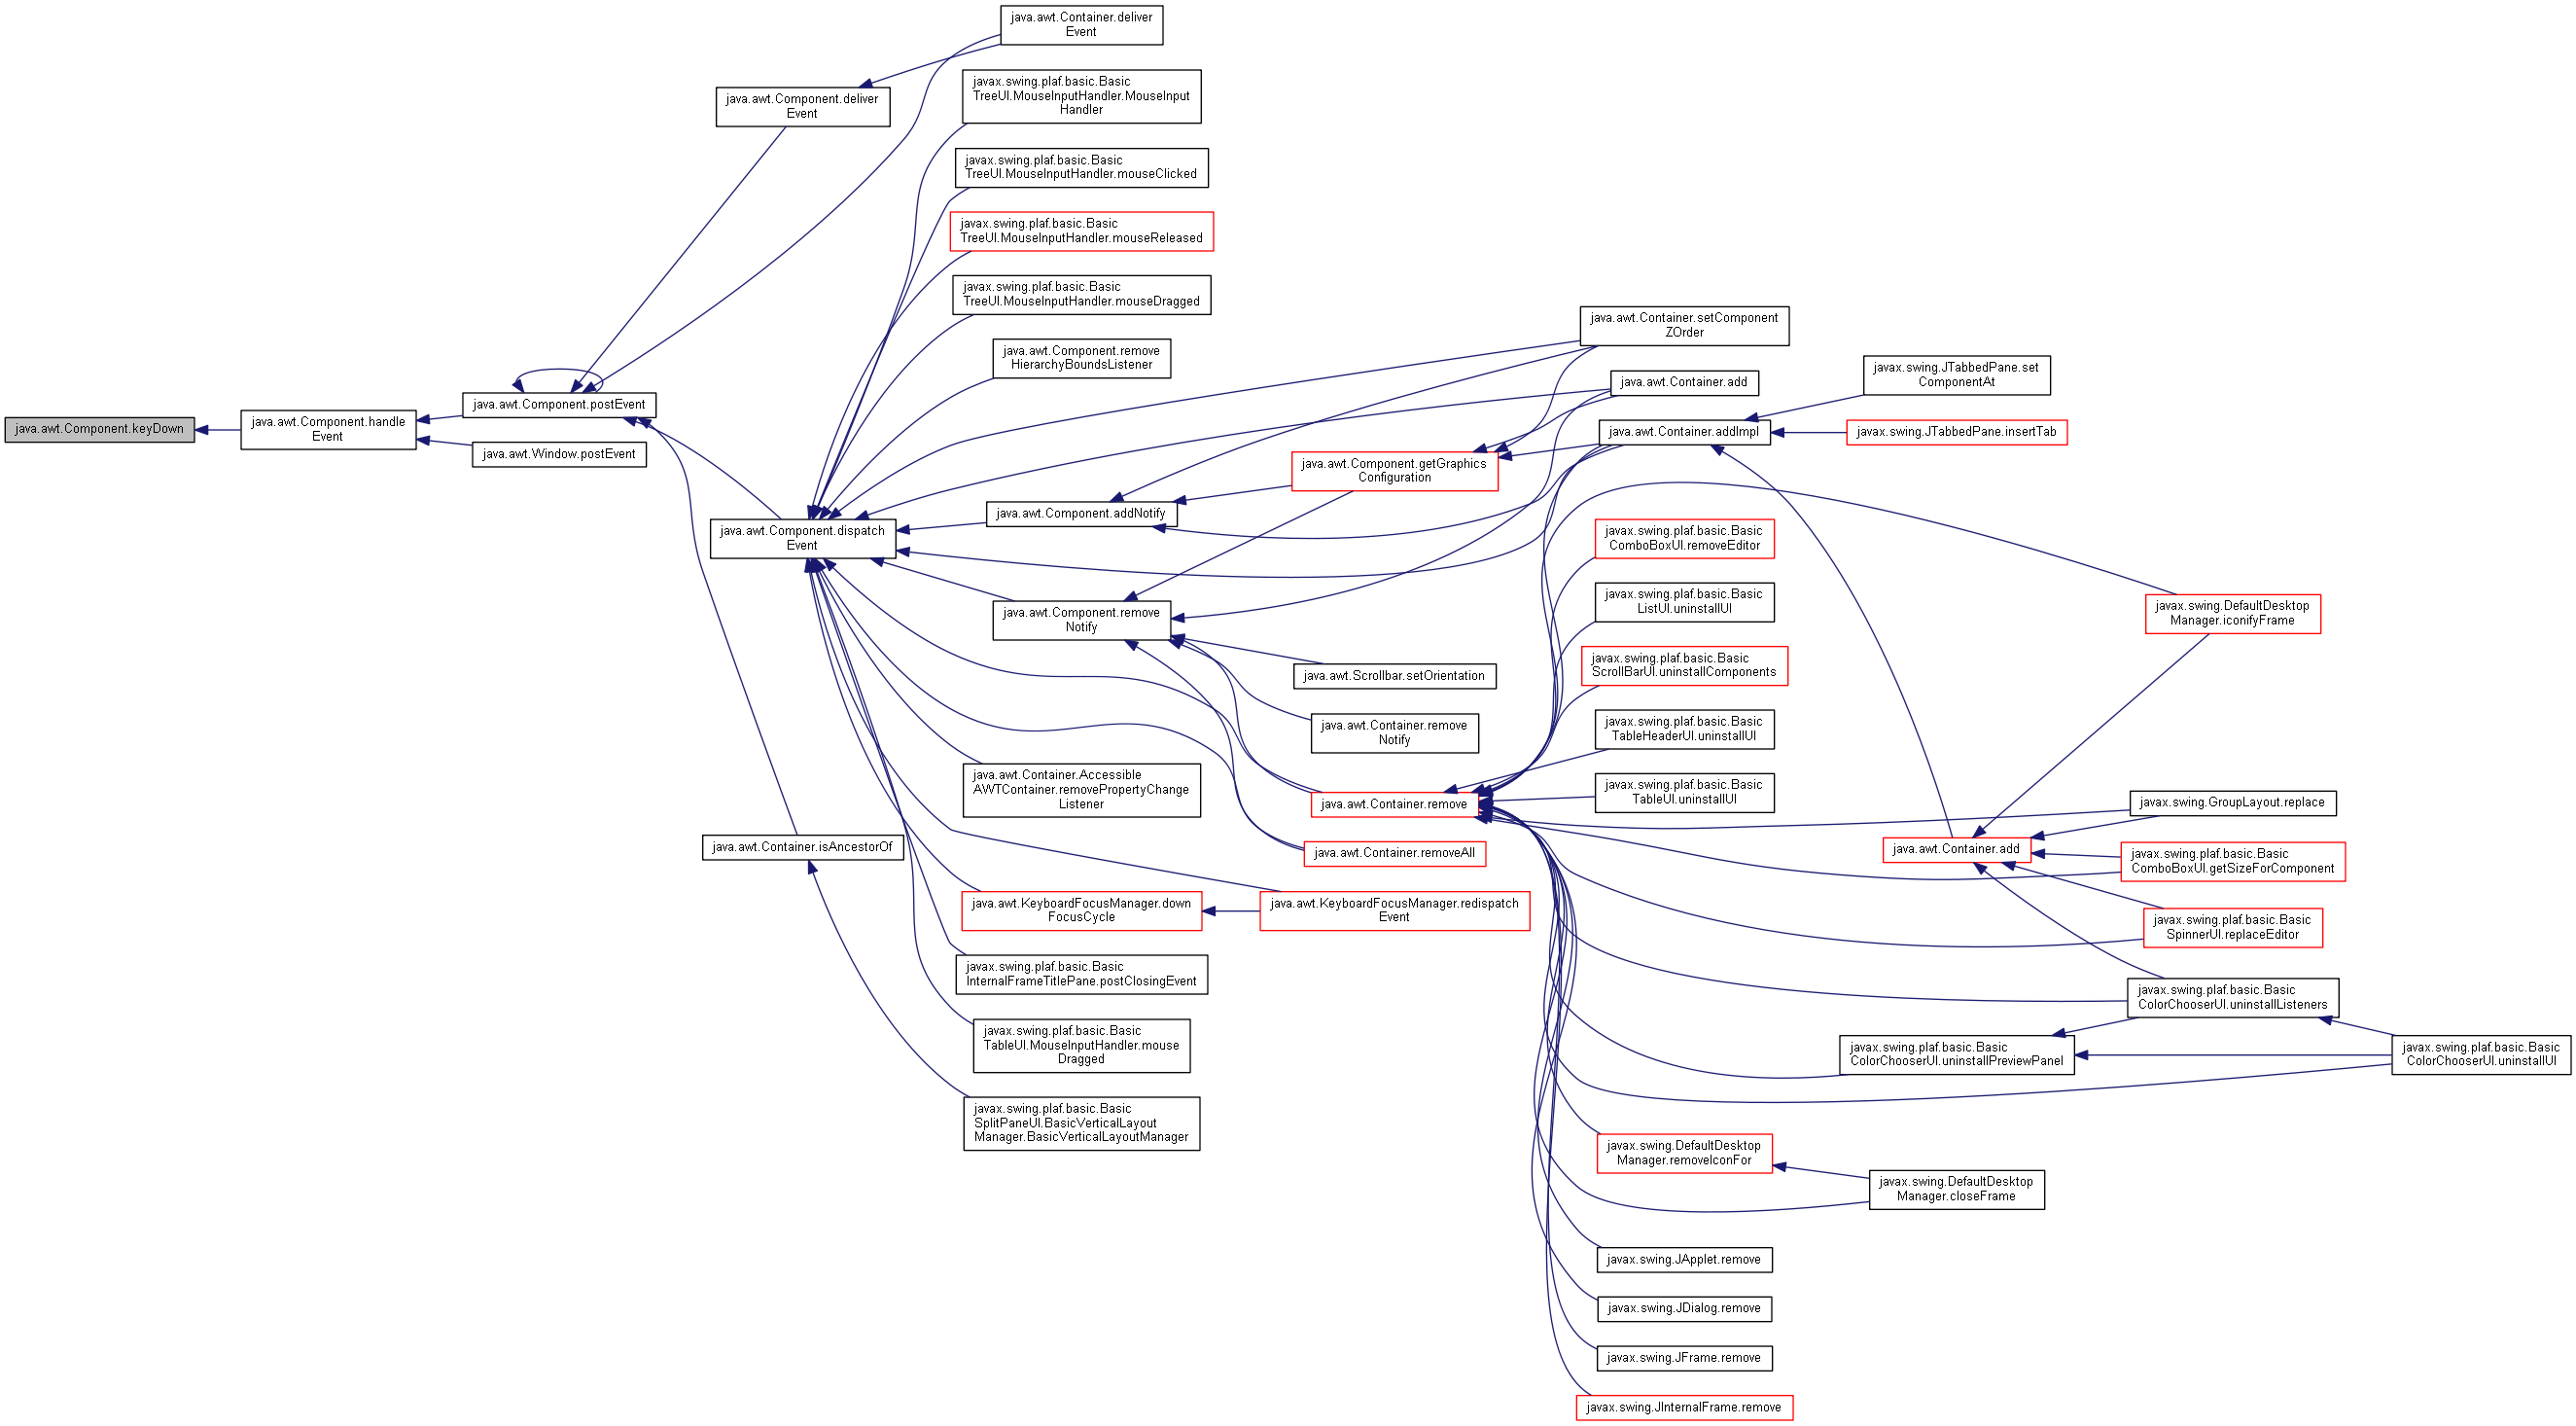 java.awt.Container.deliver
Event
javax.swing.plaf.basic.Basic
TreeUI.MouseInputHandler.MouseInput
Handler
java.awt.Component.deliver
Event
javax.swing.plaf.basic.Basic
TreeUI.MouseInputHandler.mouseClicked
javax.swing.plaf.basic.Basic
TreeUI.MouseInputHandler.mouseReleased
javax.swing.plaf.basic.Basic
TreeUI.MouseInputHandler.mouseDragged
java.awt.Container.setComponent
ZOrder
java.awt.Component.remove
HierarchyBoundsListener
javax.swing.JTabbedPane.set
ComponentAt
java.awt.Container.add
java.awt.Component.postEvent
java.awt.Component.keyDown
java.awt.Component.handle
Event
java.awt.Container.addImpl
javax.swing.JTabbedPane.insertTab
java.awt.Window.postEvent
java.awt.Component.getGraphics
Configuration
java.awt.Component.addNotify
java.awt.Component.dispatch
Event
javax.swing.plaf.basic.Basic
ComboBoxUI.removeEditor
javax.swing.plaf.basic.Basic
ListUI.uninstallUI
java.awt.Component.remove
Notify
javax.swing.DefaultDesktop
Manager.iconifyFrame
java.awt.Scrollbar.setOrientation
javax.swing.plaf.basic.Basic
ScrollBarUI.uninstallComponents
java.awt.Container.remove
Notify
javax.swing.plaf.basic.Basic
TableHeaderUI.uninstallUI
java.awt.Container.Accessible
AWTContainer.removePropertyChange
Listener
java.awt.Container.remove
javax.swing.plaf.basic.Basic
TableUI.uninstallUI
javax.swing.GroupLayout.replace
java.awt.Container.isAncestorOf
java.awt.Container.removeAll
java.awt.Container.add
javax.swing.plaf.basic.Basic
ComboBoxUI.getSizeForComponent
java.awt.KeyboardFocusManager.down
FocusCycle
java.awt.KeyboardFocusManager.redispatch
Event
javax.swing.plaf.basic.Basic
SpinnerUI.replaceEditor
javax.swing.plaf.basic.Basic
InternalFrameTitlePane.postClosingEvent
javax.swing.plaf.basic.Basic
ColorChooserUI.uninstallListeners
javax.swing.plaf.basic.Basic
TableUI.MouseInputHandler.mouse
Dragged
javax.swing.plaf.basic.Basic
ColorChooserUI.uninstallPreviewPanel
javax.swing.plaf.basic.Basic
ColorChooserUI.uninstallUI
javax.swing.plaf.basic.Basic
SplitPaneUI.BasicVerticalLayout
Manager.BasicVerticalLayoutManager
javax.swing.DefaultDesktop
Manager.removeIconFor
javax.swing.DefaultDesktop
Manager.closeFrame
javax.swing.JApplet.remove
javax.swing.JDialog.remove
javax.swing.JFrame.remove
javax.swing.JInternalFrame.remove